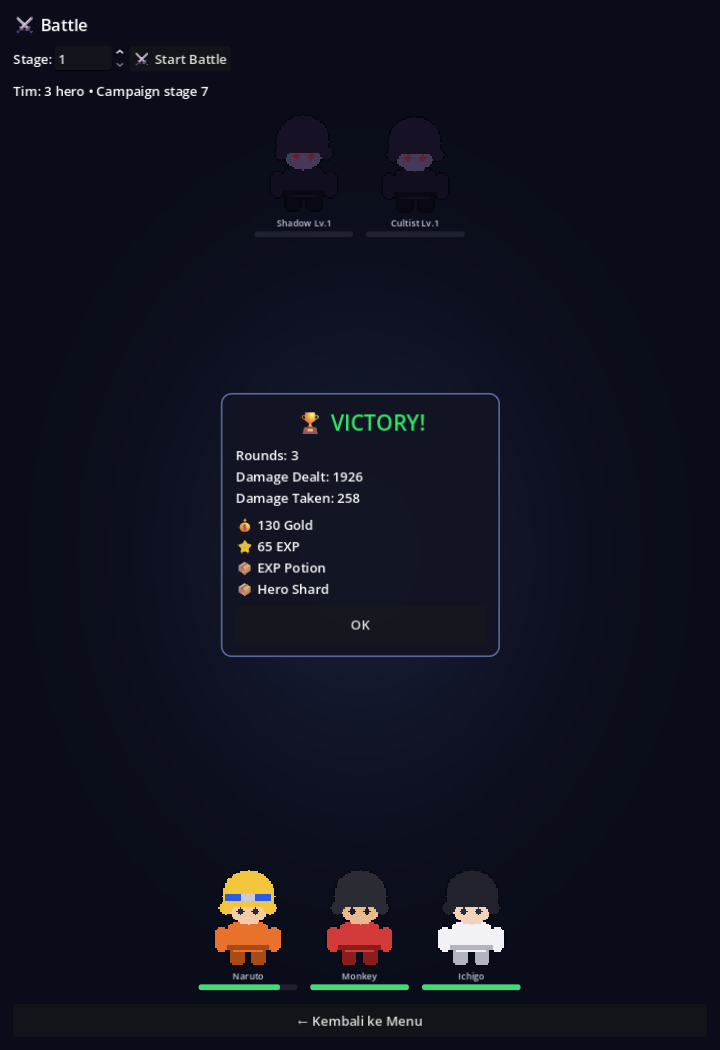 Battle
Stage: 1 Start Battle
Tim: 3 hero • Campaign stage 7
Shadow Lv.1 Cultist Lv.1
VICTORY!
Rounds: 3
Damage Dealt: 1926
Damage Taken: 258
130 Gold
65 EXP
EXP Potion
Hero Shard
OK
Naruto Monkey Ichigo
← Kembali ke Menu